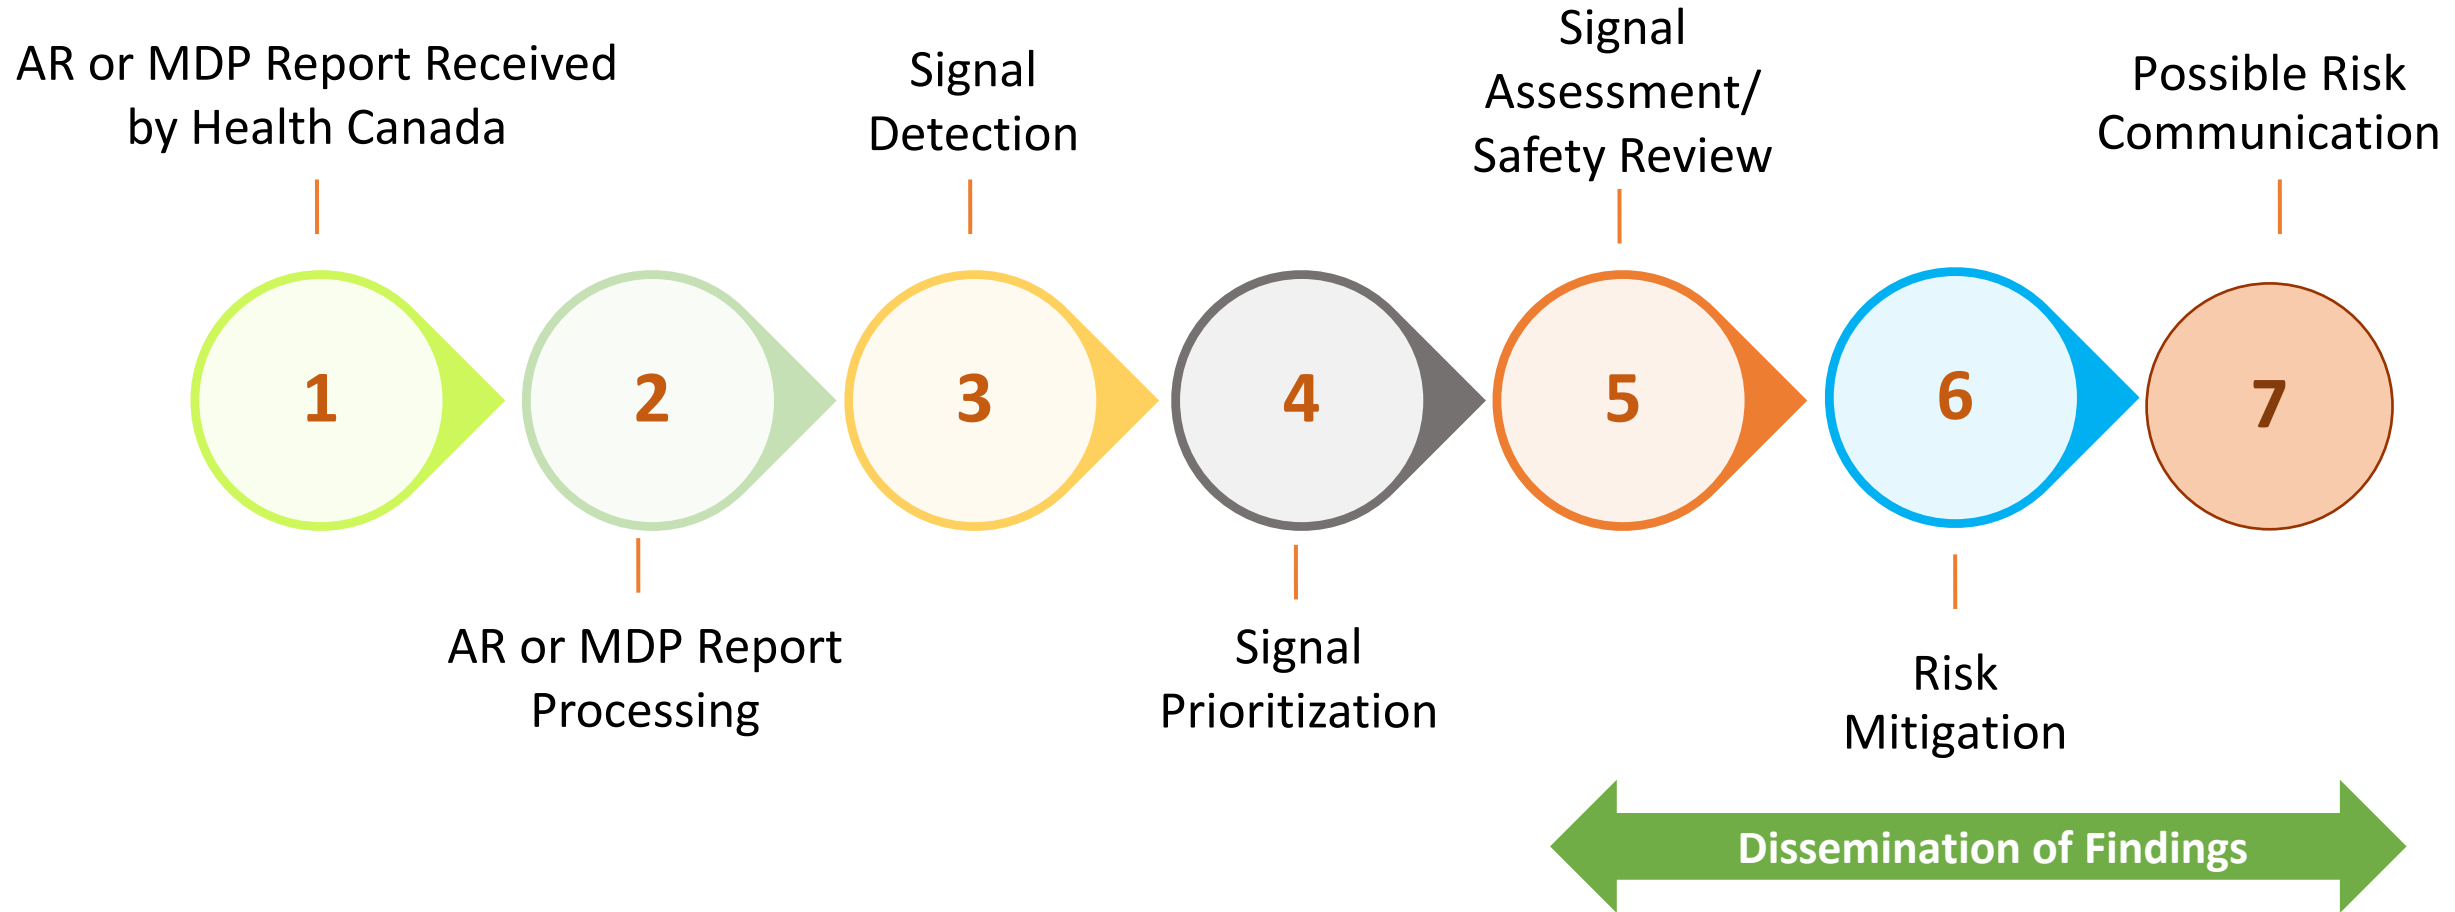 AR or MDP Report Received
by Health Canada
1
2
AR or MDP Report
Processing
Signal
Detection
3
4
Signal
Prioritization
Signal
Assessment/
Safety Review
5
6
Risk
Mitigation
Possible Risk
Communication
7
Dissemination of Findings